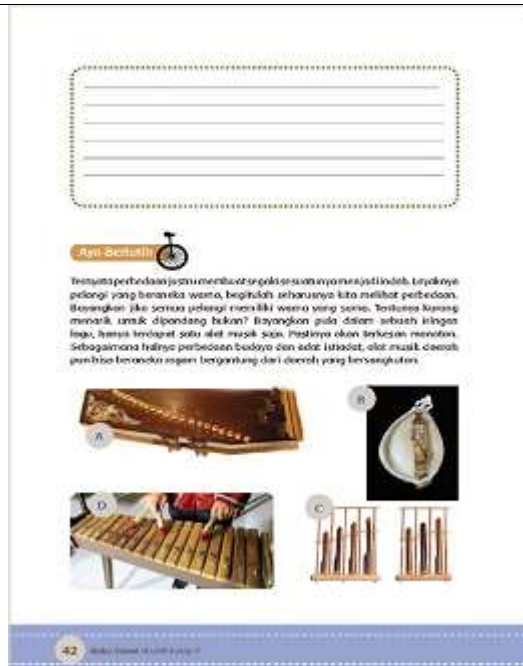 Ayo Berlatih
Ternyata perbedaan justru membuat segala sesuatunya menjadi indah. Layaknya
pelangi yang beraneka warna, begitulah seharusnya kita melihat perbedaan.
Bayangkan jika semua pelangi memiliki warna yang sama. Tentunya kurang
menarik untuk dipandang bukan? Bayangkan pula dalam sebuah iringan
lagu, hanya terdapat satu alat musik saja. Pastinya akan terkesan monoton.
Sebagaimana halnya perbedaan budaya dan adat istiadat, alat musik daerah
pun bisa beraneka ragam bergantung dari daerah yang bersangkutan.
A
B
D
C
42
Buku Siswa